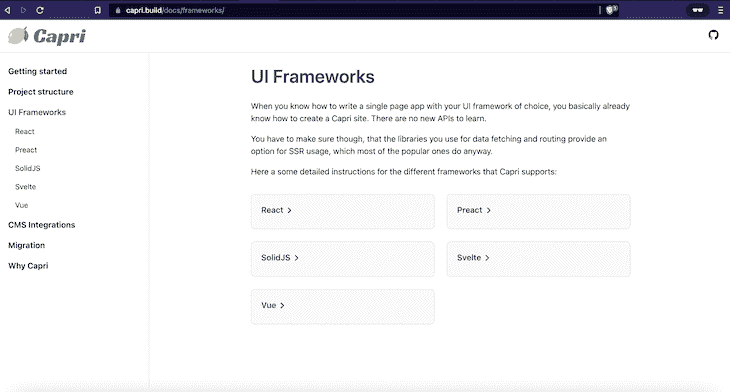 capri.build/docs/frameworks/
Capri
Getting started
Project structure
UI Frameworks
React
Preact
SolidJS
Svelte
Vue
CMS Integrations
Migration
Why Capri
UI Frameworks
When you know how to write a single page app with your UI framework of choice, you basically already
know how to create a Capri site. There are no new APIs to learn.
You have to make sure though, that the libraries you use for data fetching and routing provide an
option for SSR usage, which most of the popular ones do anyway.
Here a some detailed instructions for the different frameworks that Capri supports:
React
Preact
SolidJS
Svelte
Vue